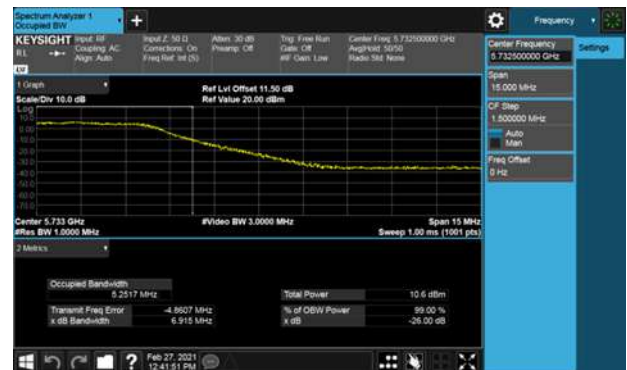 Spectrum Analyzer 1
Occupied BW
Frequency
KEYSIGHT
Input: RF
Coupling: AC
Align: Auto
Input Z: 50 Ω
Corrections: On
Freq Ref: Int (S)
Atten: 30 dB
Preamp: Off
Trig: Free Run
Gate: Off
#IF Gain: Low
Center Freq: 5.732500000 GHz
Avg|Hold: 50/50
Radio Std: None
Center Frequency
5.732500000 GHz
Settings
Span
15.000 MHz
CF Step
1.500000 MHz
Auto
Man
Freq Offset
0 Hz
1 Graph
Ref Lvl Offset 11.50 dB
Scale/Div 10.0 dB
Ref Value 20.00 dBm
Log
10.0
0.00
-10.0
-20.0
-30.0
-40.0
-50.0
-60.0
-70.0
Center 5.733 GHz
#Video BW 3.0000 MHz
Span 15 MHz
#Res BW 1.0000 MHz
Sweep 1.00 ms (1001 pts)
2 Metrics
Occupied Bandwidth
5.2517 MHz
Total Power
10.6 dBm
Transmit Freq Error
-4.8607 MHz
% of OBW Power
99.00 %
x dB Bandwidth
6.915 MHz
x dB
-26.00 dB
Feb 27, 2021
12:41:51 PM